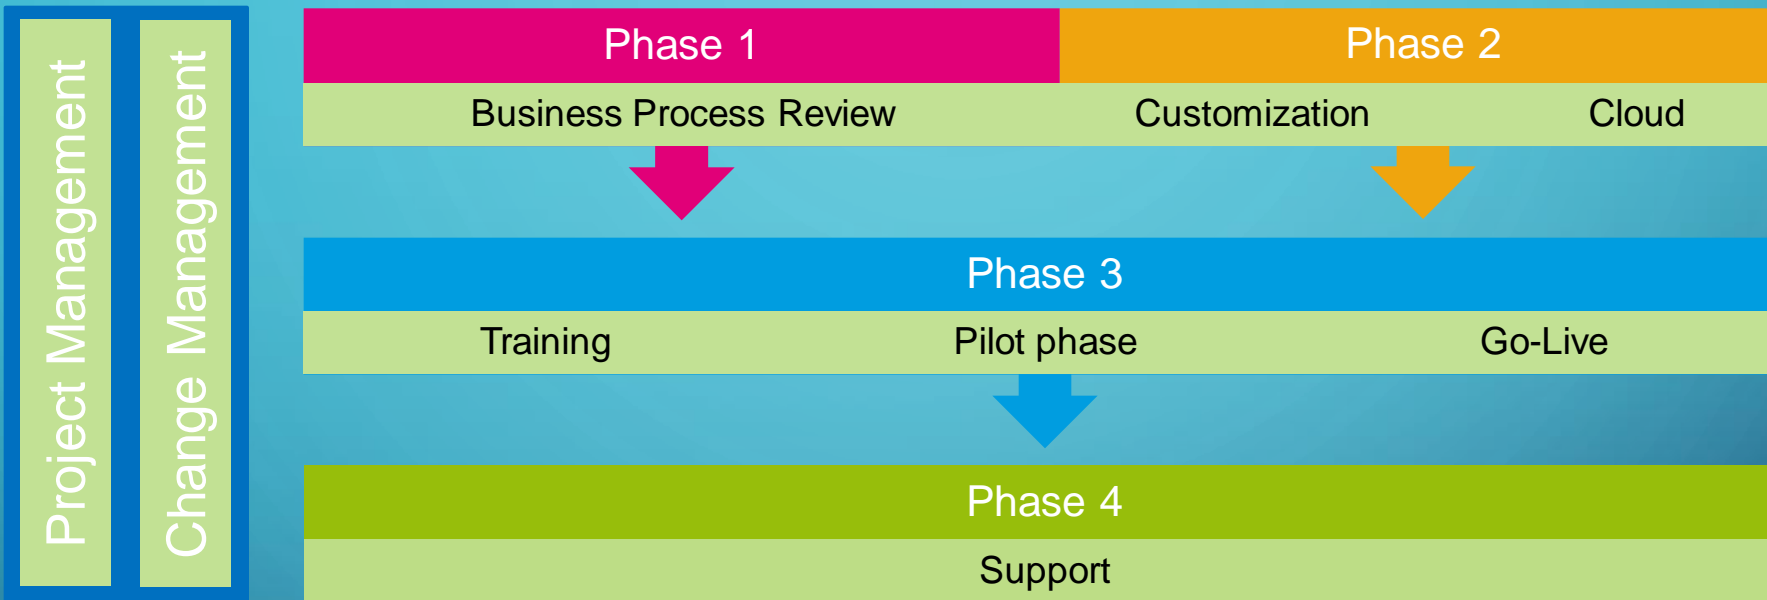 Project Management
Change Management
Phase 1
Phase 2
Business Process Review
Customization
Cloud
Phase 3
Training
Pilot phase
Go-Live
Phase 4
Support